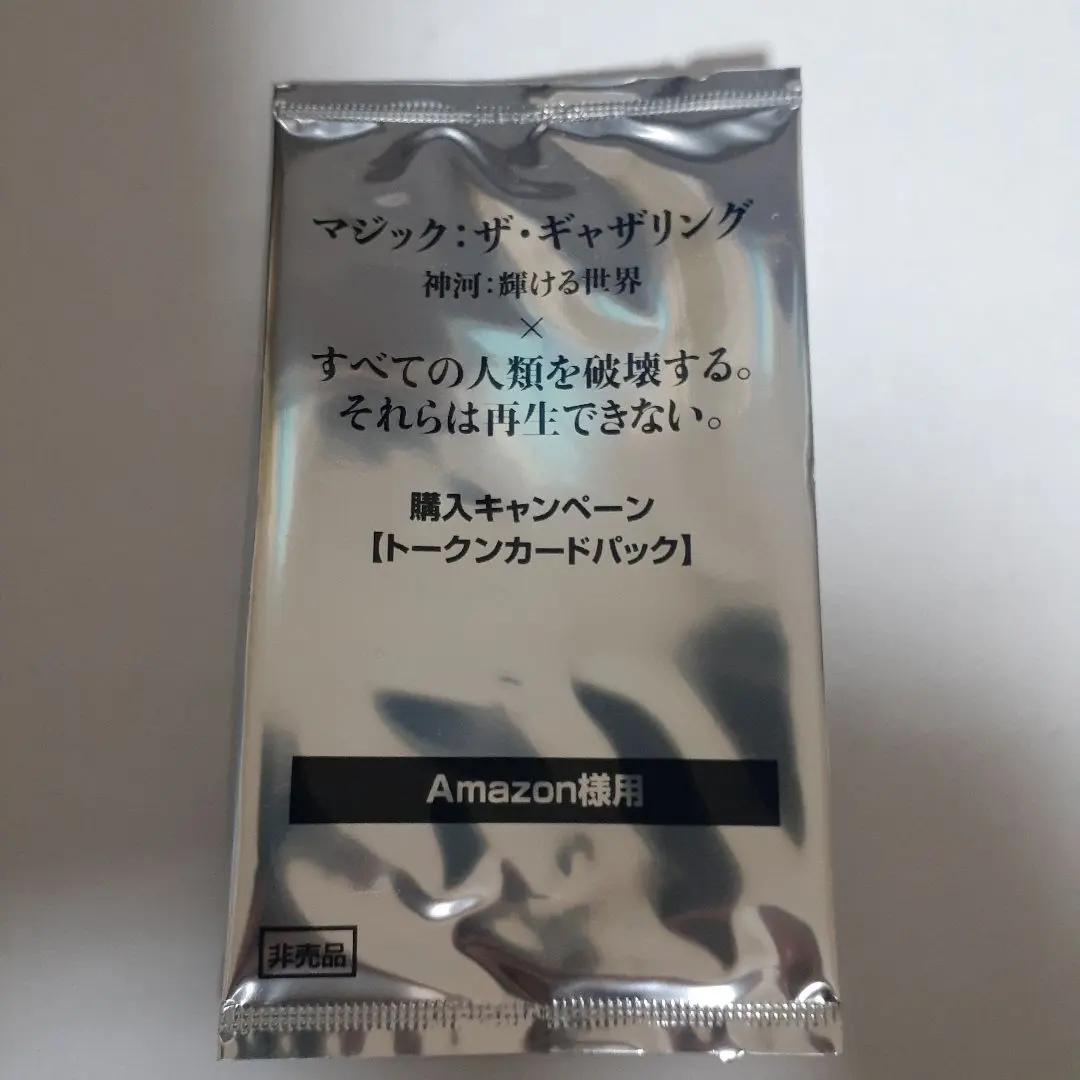 マジック：ザ・ギャザリング
神河：輝ける世界
×
すべての人類を破壊する。
それらは再生できない。
購入キャンペーン
【トークンカードパック】
Amazon様用
非売品